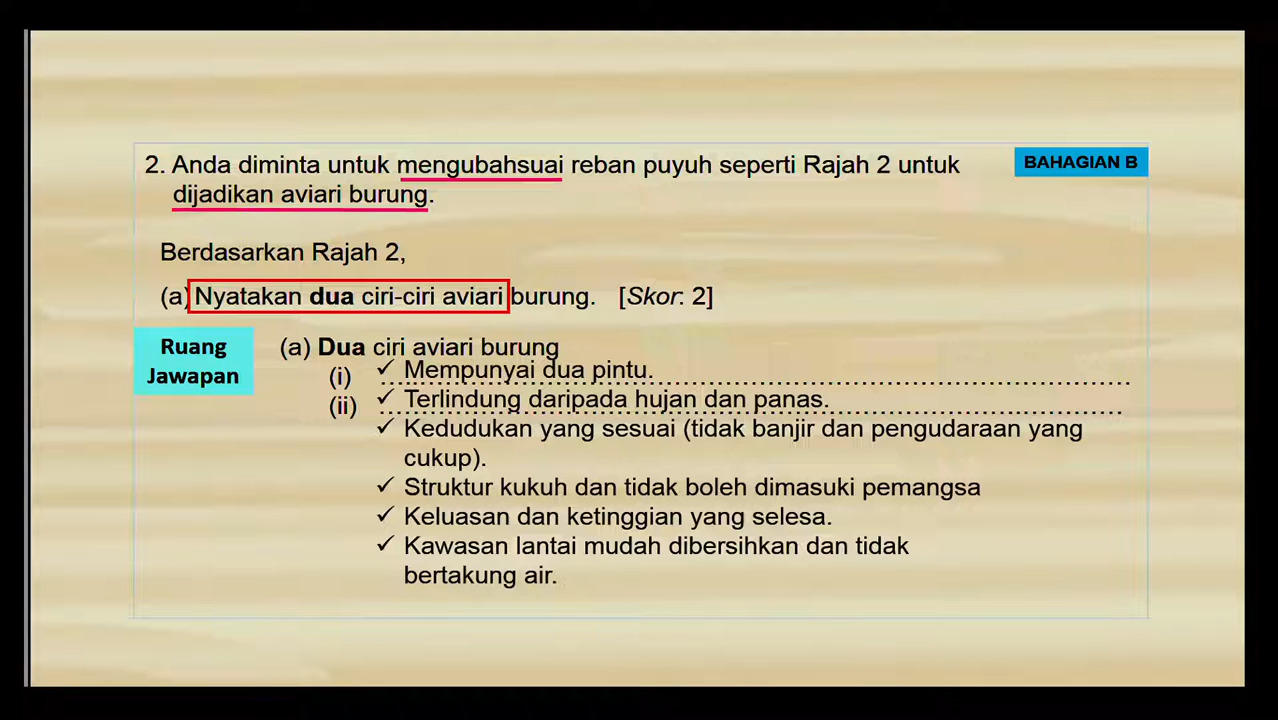 2. Anda diminta untuk mengubahsuai reban puyuh seperti Rajah 2 untuk
dijadikan aviari burung.
BAHAGIAN B
Berdasarkan Rajah 2,
(a) Nyatakan dua ciri-ciri aviari burung. [Skor: 2]
Ruang
Jawapan
(a) Dua ciri aviari burung
(i) ✓ Mempunyai dua pintu.
(ii) ✓ Terlindung daripada hujan dan panas.
✓ Kedudukan yang sesuai (tidak banjir dan pengudaraan yang
cukup).
✓ Struktur kukuh dan tidak boleh dimasuki pemangsa
✓ Keluasan dan ketinggian yang selesa.
✓ Kawasan lantai mudah dibersihkan dan tidak
bertakung air.